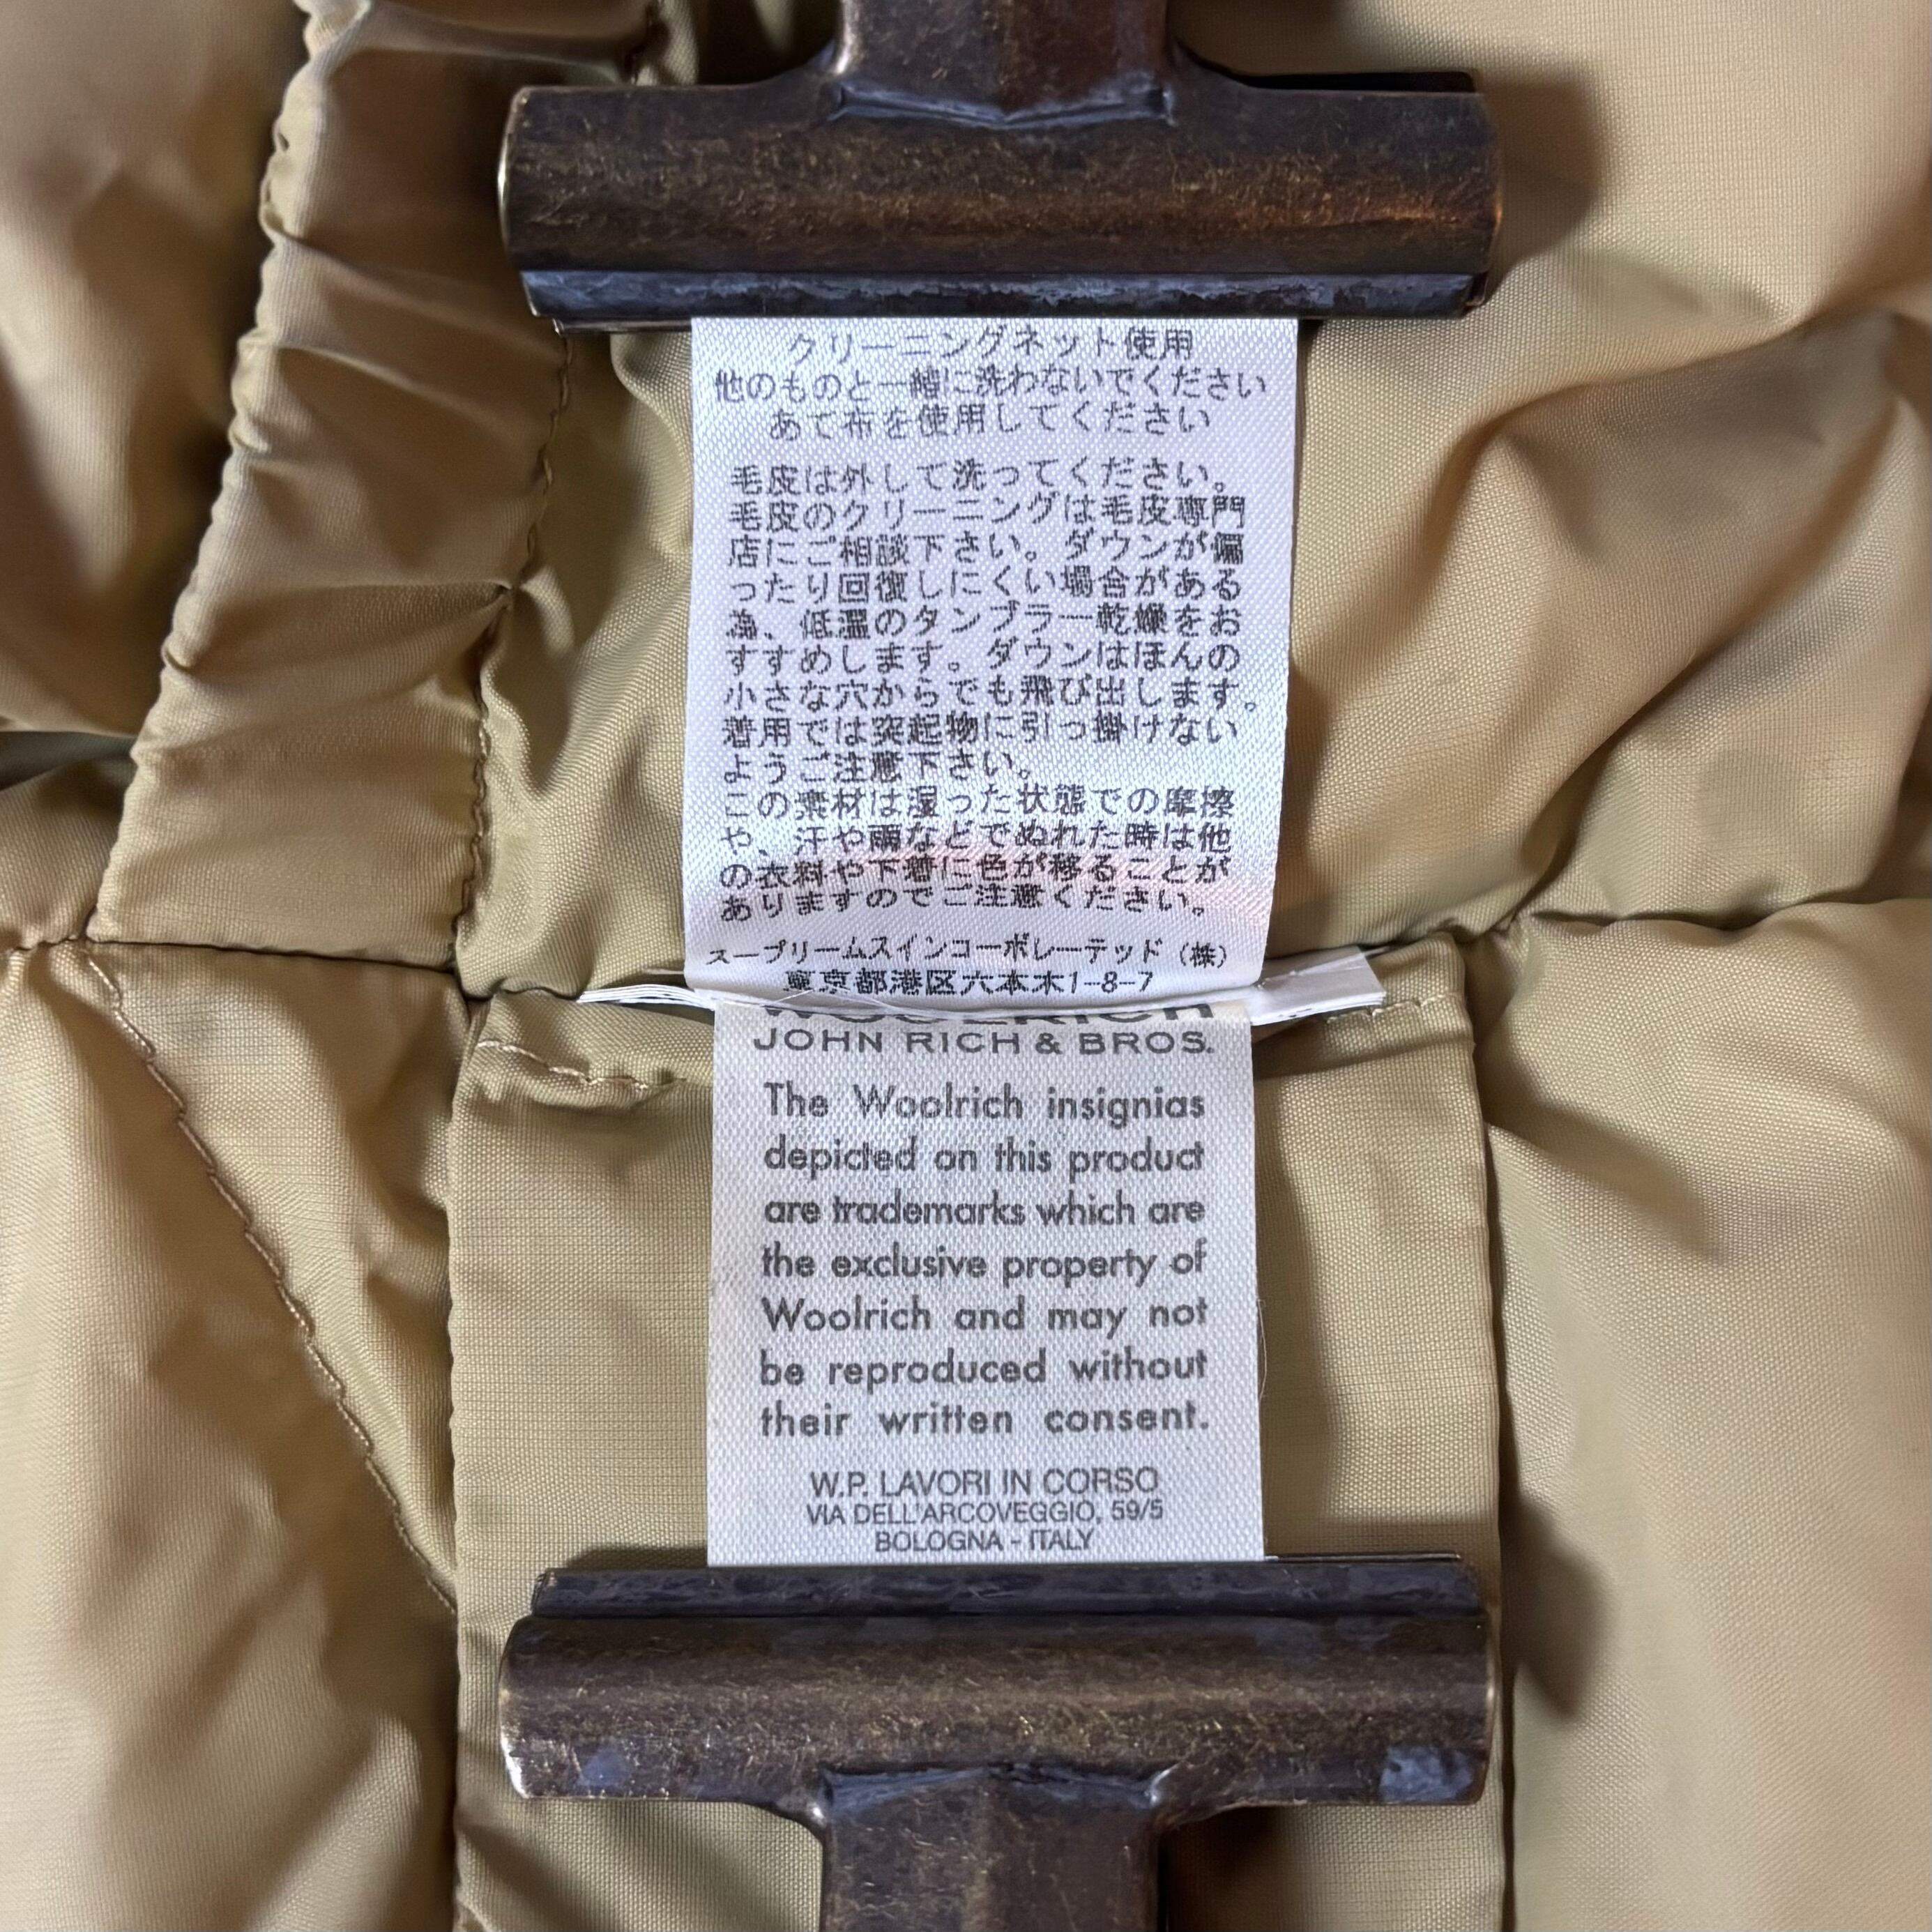 クリーニングネット使用
他のものと一緒に洗わないでください
あて布を使用してください
毛皮は外して洗ってください。
毛皮のクリーニングは毛皮専門
店にご相談下さい。ダウンが偏
ったり回復しにくい場合がある
為、低温のタンブラー乾燥をお
すすめします。ダウンはほんの
小さな穴からでも飛び出します。
着用では突起物に引っ掛けない
ようご注意下さい。
この素材は湿った状態での摩擦
や、汗や雨などでぬれた時は他
の衣料や下着に色が移ることが
ありますのでご注意ください。
スープリームスインコーポレーテッド（株）
東京都港区六本木1-8-7
WOOLRICH
JOHN RICH & BROS.
The Woolrich insignias
depicted on this product
are trademarks which are
the exclusive property of
Woolrich and may not
be reproduced without
their written consent.
W.P. LAVORI IN CORSO
VIA DELL'ARCOVEGGIO, 59/5
BOLOGNA - ITALY